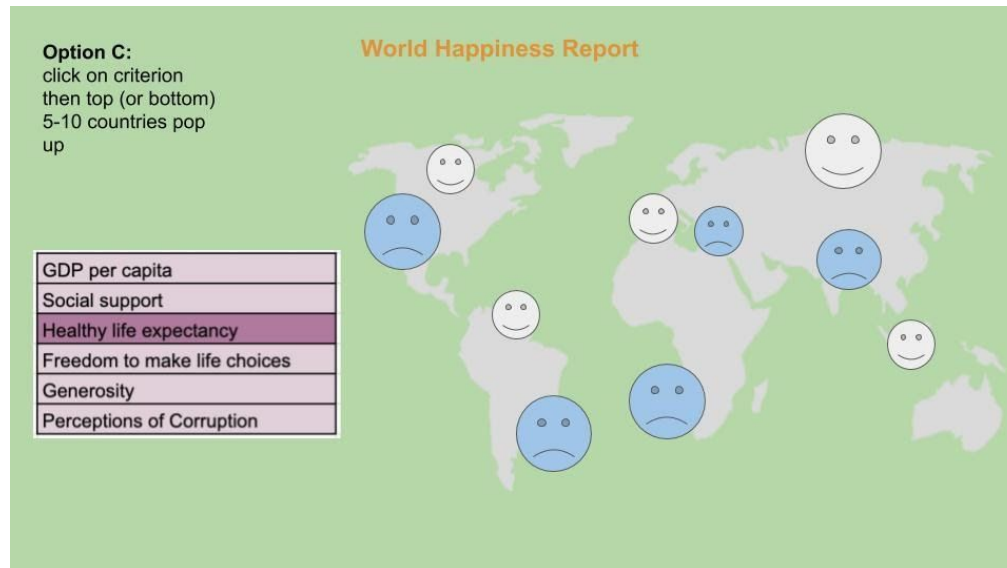 Option C:
click on criterion
then top (or bottom)
5-10 countries pop
up
World Happiness Report
GDP per capita
Social support
Healthy life expectancy
Freedom to make life choices
Generosity
Perceptions of Corruption